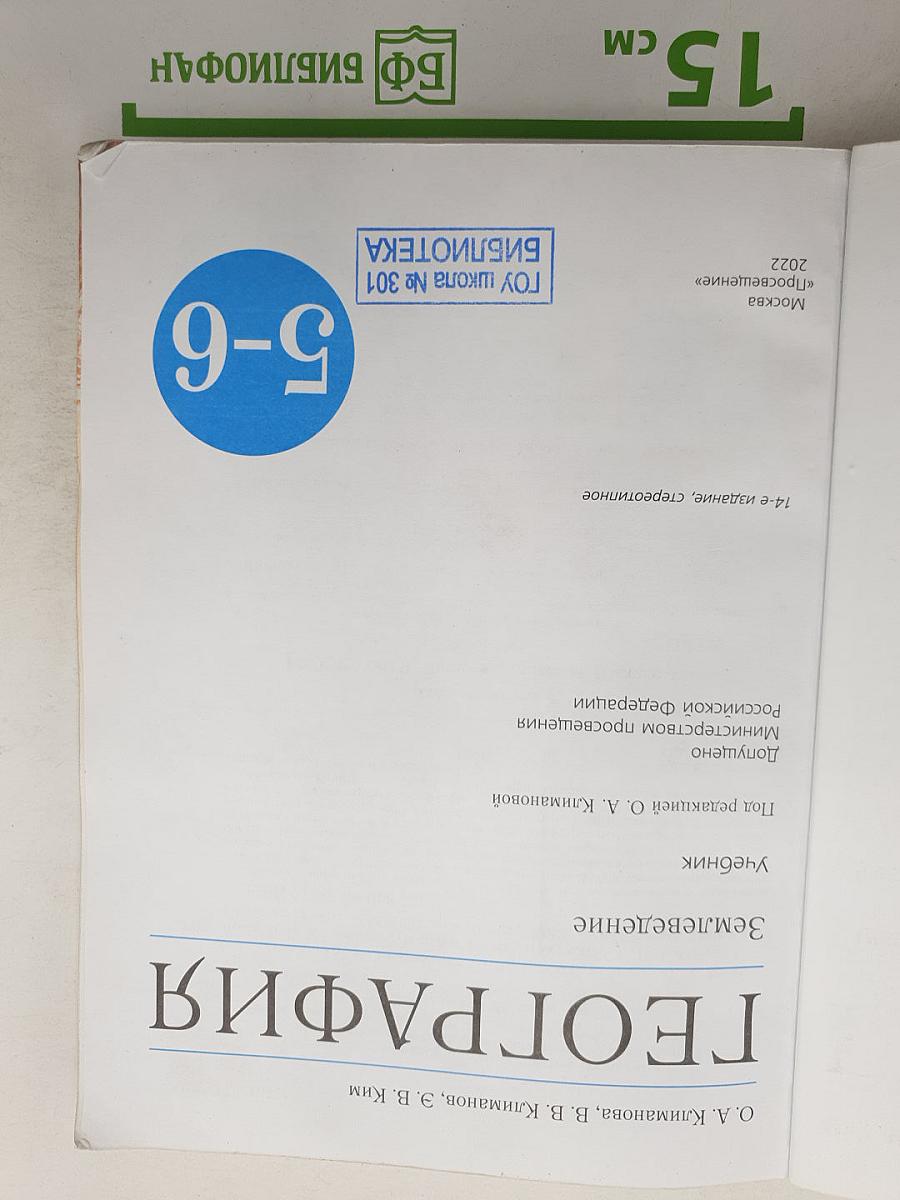 О. А. Климанова, В. В. Климанов, Э. В. Ким
ГЕОГРАФИЯ
Землеведение
Учебник
Под редакцией О. А. Климановой
Допущено
Министерством просвещения
Российской Федерации
14-е издание, стереотипное
5–6
ГОУ школа № 301
БИБЛИОТЕКА
Москва
«Просвещение»
2022
15 см
БФ БИБЛИОФАН